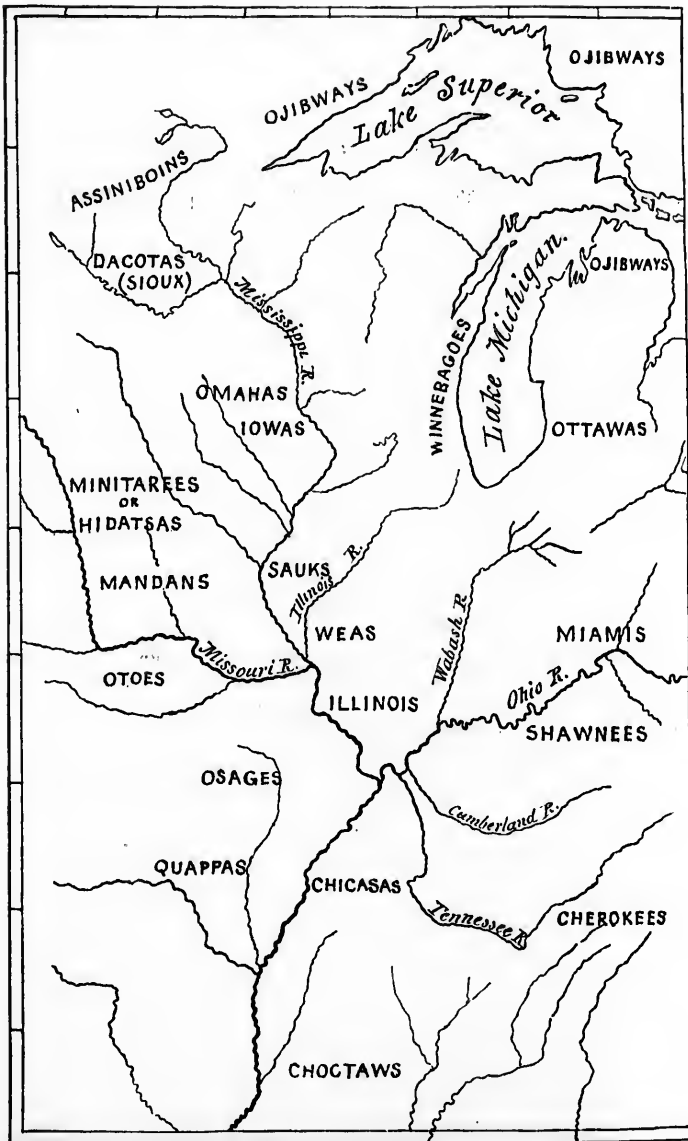 OJIBWAYS
OJIBWAYS
Lake Superior
ASSINIBOINS
DACOTAS
(SIOUX)
OJIBWAYS
Mississippi R.
Lake Michigan.
WINNEBAGOES
OMAHAS
IOWAS
OTTAWAS
MINITAREES
OR
HIDATSAS
MANDANS
SAUKS
Illinois R.
WEAS
Wabash R.
MIAMIS
Missouri R.
OTOES
ILLINOIS
Ohio R.
SHAWNEES
OSAGES
Cumberland R.
QUAPPAS
CHICASAS
Tennessee R.
CHEROKEES
CHOCTAWS